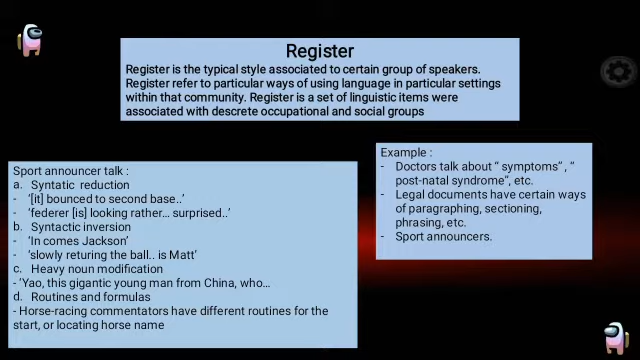 Register
Register is the typical style associated to certain group of speakers.
Register refer to particular ways of using language in particular settings
within that community. Register is a set of linguistic items were
associated with descrete occupational and social groups
Sport announcer talk :
a. Syntatic reduction
- ‘[it] bounced to second base..’
- ‘federer [is] looking rather… surprised..’
b. Syntactic inversion
- ‘In comes Jackson’
- ‘slowly returing the ball.. is Matt’
c. Heavy noun modification
- ‘Yao, this gigantic young man from China, who…
d. Routines and formulas
- Horse-racing commentators have different routines for the
start, or locating horse name
Example :
- Doctors talk about “ symptoms” , “
post-natal syndrome”, etc.
- Legal documents have certain ways
of paragraphing, sectioning,
phrasing, etc.
- Sport announcers.